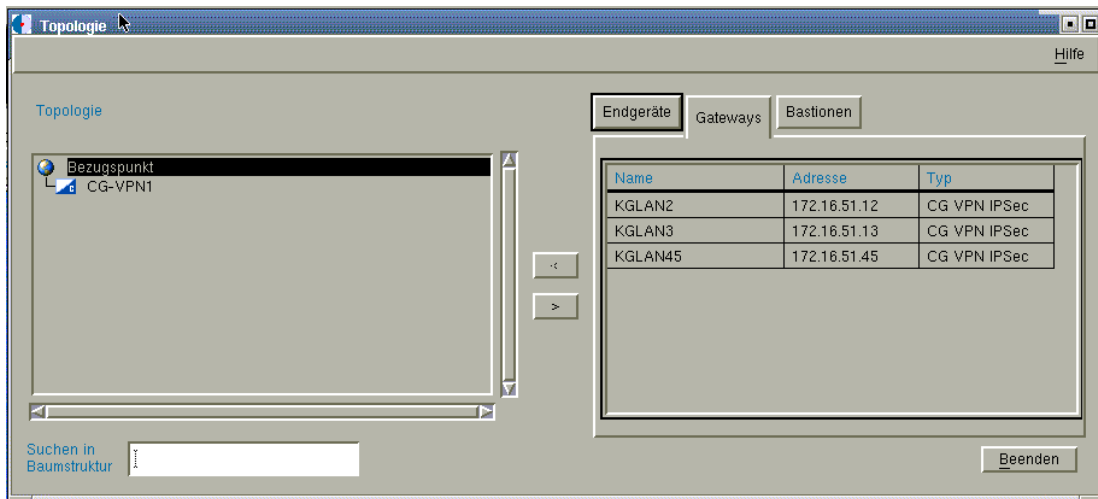 Topologie
Hilfe
Topologie
Bezugspunkt
CG-VPN1
<
>
Endgeräte Gateways Bastionen
Name Adresse Typ
KGLAN2 172.16.51.12 CG VPN IPSec
KGLAN3 172.16.51.13 CG VPN IPSec
KGLAN45 172.16.51.45 CG VPN IPSec
Suchen in
Baumstruktur
Beenden